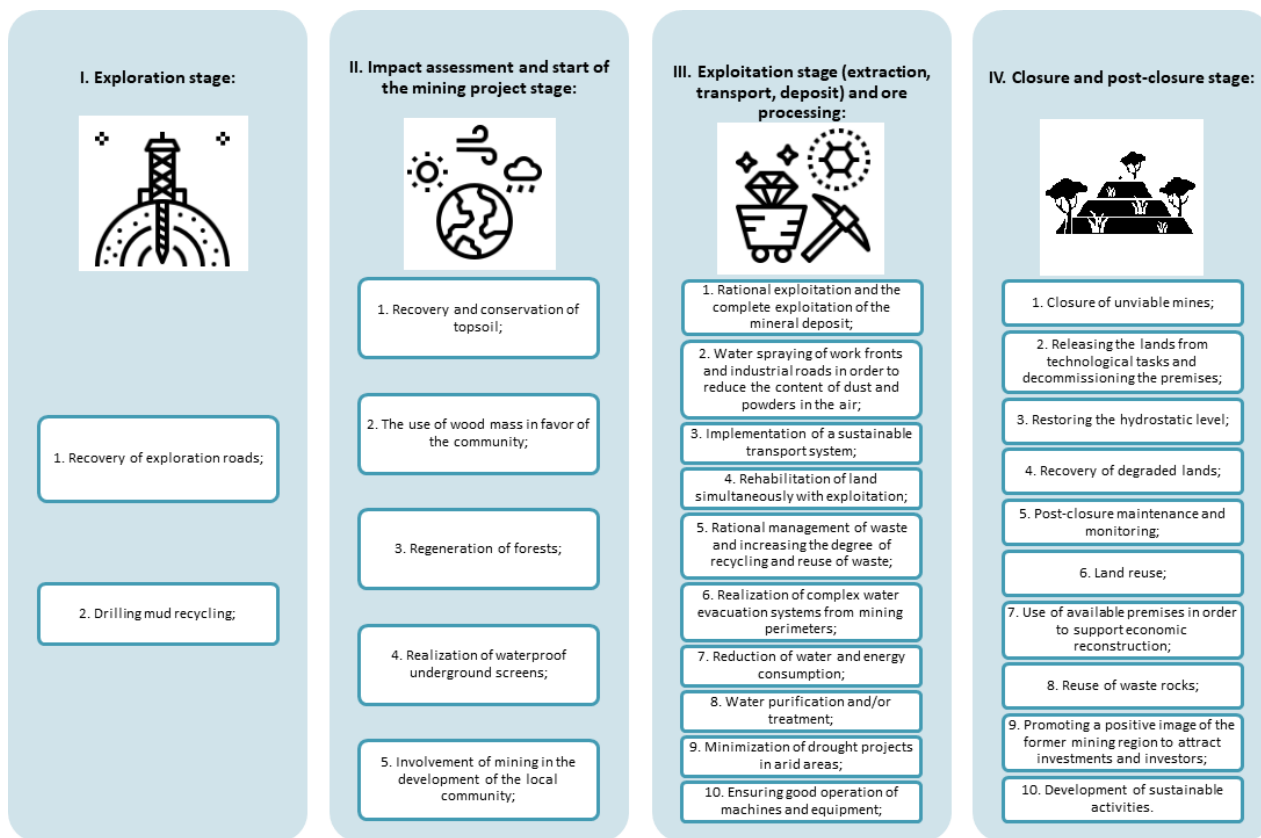 I. Exploration stage:
1. Recovery of exploration roads;
2. Drilling mud recycling;
II. Impact assessment and start of
the mining project stage:
1. Recovery and conservation of
topsoil;
2. The use of wood mass in favor of
the community;
3. Regeneration of forests;
4. Realization of waterproof
underground screens;
5. Involvement of mining in the
development of the local
community;
III. Exploitation stage (extraction,
transport, deposit) and ore
processing:
1. Rational exploitation and the
complete exploitation of the
mineral deposit;
2. Water spraying of work fronts
and industrial roads in order to
reduce the content of dust and
powders in the air;
3. Implementation of a sustainable
transport system;
4. Rehabilitation of land
simultaneously with exploitation;
5. Rational management of waste
and increasing the degree of
recycling and reuse of waste;
6. Realization of complex water
evacuation systems from mining
perimeters;
7. Reduction of water and energy
consumption;
8. Water purification and/or
treatment;
9. Minimization of drought projects
in arid areas;
10. Ensuring good operation of
machines and equipment;
IV. Closure and post-closure stage:
1. Closure of unviable mines;
2. Releasing the lands from
technological tasks and
decommissioning the premises;
3. Restoring the hydrostatic level;
4. Recovery of degraded lands;
5. Post-closure maintenance and
monitoring;
6. Land reuse;
7. Use of available premises in order
to support economic
reconstruction;
8. Reuse of waste rocks;
9. Promoting a positive image of the
former mining region to attract
investments and investors;
10. Development of sustainable
activities.